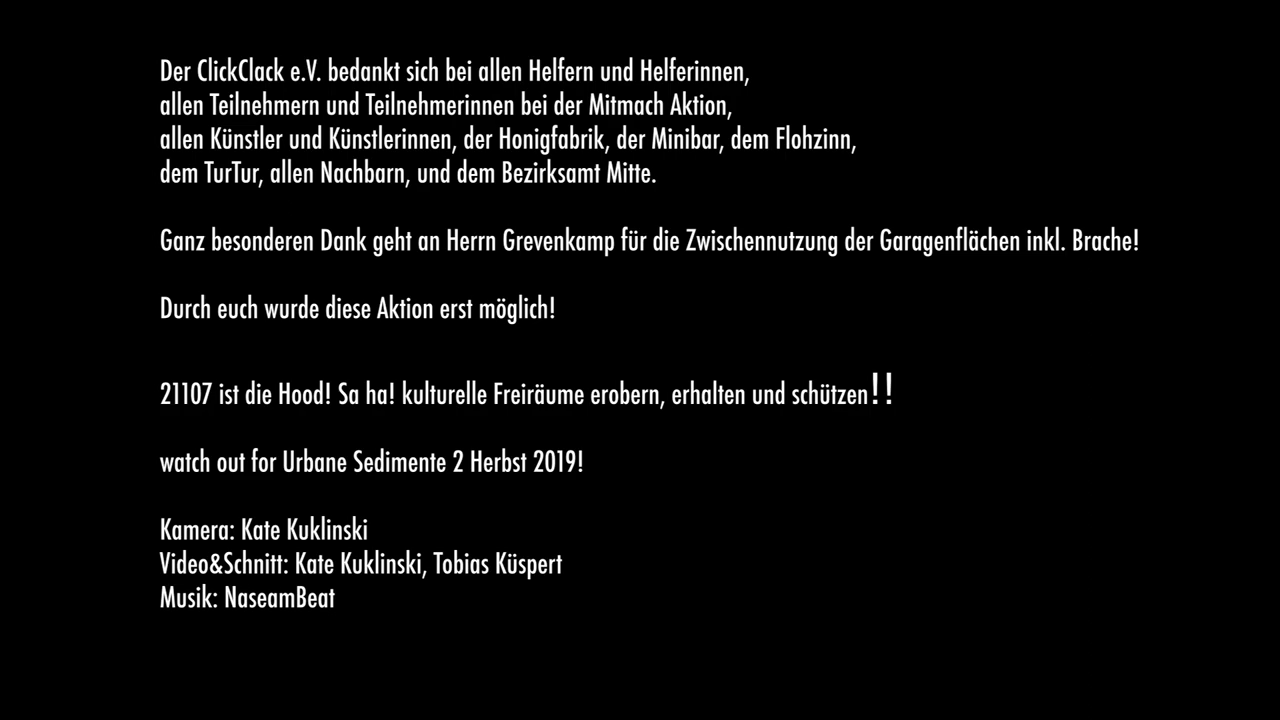 Der ClickClack e.V. bedankt sich bei allen Helfern und Helferinnen,
allen Teilnehmern und Teilnehmerinnen bei der Mitmach Aktion,
allen Künstler und Künstlerinnen, der Honigfabrik, der Minibar, dem Flohzinn,
dem TurTur, allen Nachbarn, und dem Bezirksamt Mitte.
Ganz besonderen Dank geht an Herrn Grevenkamp für die Zwischennutzung der Garagenflächen inkl. Brache!
Durch euch wurde diese Aktion erst möglich!
21107 ist die Hood! Sa ha! kulturelle Freiräume erobern, erhalten und schützen!!
watch out for Urbane Sedimente 2 Herbst 2019!
Kamera: Kate Kuklinski
Video&Schnitt: Kate Kuklinski, Tobias Küspert
Musik: NaseamBeat